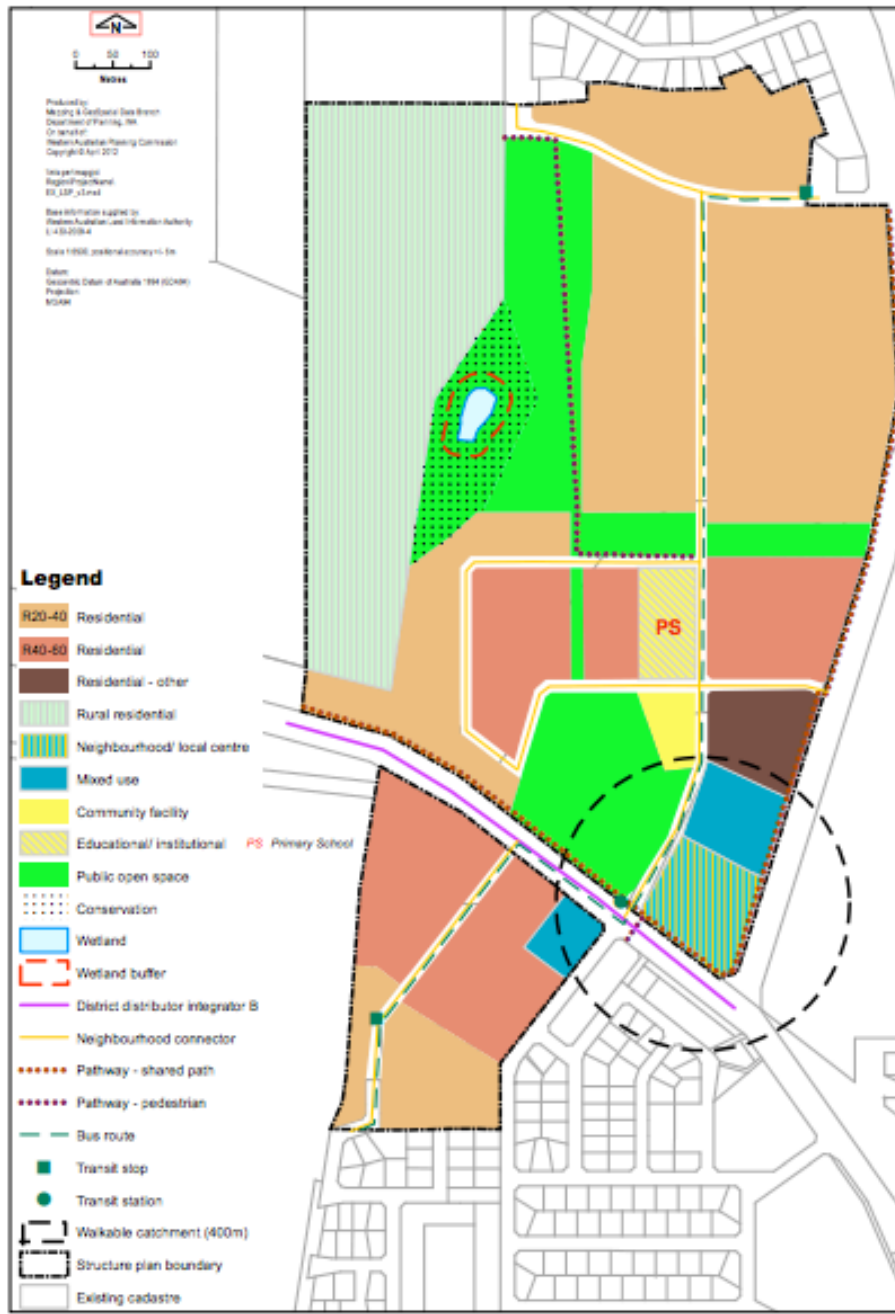 N
0 50 100
Metres
Produced by:
Mapping & GeoSpatial Data Branch
Department of Planning, WA
On behalf of:
Western Australian Planning Commission
Copyright © April 2012
Base information supplied by:
Western Australian Land Information Authority
Datum:
Geocentric Datum of Australia 1994 (GDA94)
Projection:
MGA94
PS
Legend
R20-40 Residential
R40-60 Residential
Residential - other
Rural residential
Neighbourhood/ local centre
Mixed use
Community facility
Educational/ institutional PS Primary School
Public open space
Conservation
Wetland
Wetland buffer
District distributor integrator B
Neighbourhood connector
Pathway - shared path
Pathway - pedestrian
Bus route
Transit stop
Transit station
Walkable catchment (400m)
Structure plan boundary
Existing cadastre